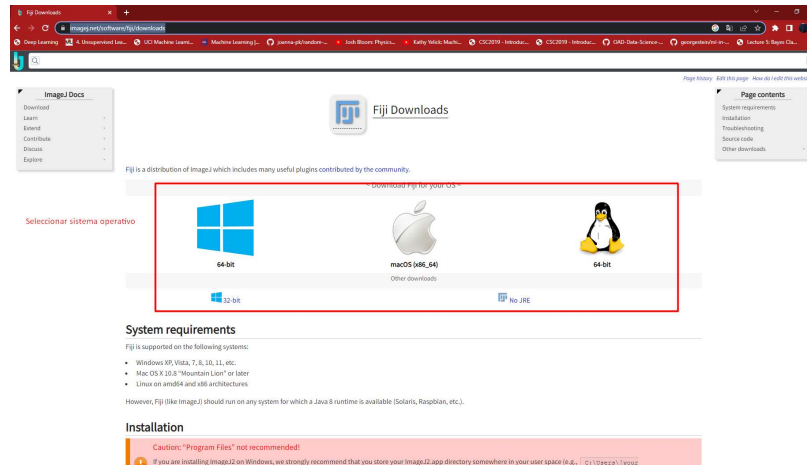 Fiji Downloads
imagej.net/software/fiji/downloads
Deep Learning
4. Unsupervised Lea...
UCI Machine Learni...
Machine Learning |...
joanna-pk/random-...
Josh Bloom: Physic...
Kathy Yelick: Machi...
CSC2019 - Introduc...
CSC2019 - Introduc...
OAD-Data-Science-...
georgestein/ml-in-...
Lecture 5: Bayes Cla...
Page history Edit this page How do I edit this
ImageJ Docs
Download
Learn
Extend
Contribute
Discuss
Explore
Fiji Downloads
Page contents
System requirements
Installation
Troubleshooting
Source code
Other downloads
Fiji is a distribution of ImageJ which includes many useful plugins contributed by the community.
~ Download Fiji for your OS ~
Seleccionar sistema operativo
64-bit
macOS (x86_64)
64-bit
Other downloads
32-bit
No JRE
System requirements
Fiji is supported on the following systems:
• Windows XP, Vista, 7, 8, 10, 11, etc.
• Mac OS X 10.8 "Mountain Lion" or later
• Linux on amd64 and x86 architectures
However, Fiji (like ImageJ) should run on any system for which a Java 8 runtime is available (Solaris, Raspbian, etc.).
Installation
Caution: "Program Files" not recommended!
If you are installing ImageJ2 on Windows, we strongly recommend that you store your ImageJ2.app directory somewhere in your user space (e.g., C:\Users\[your